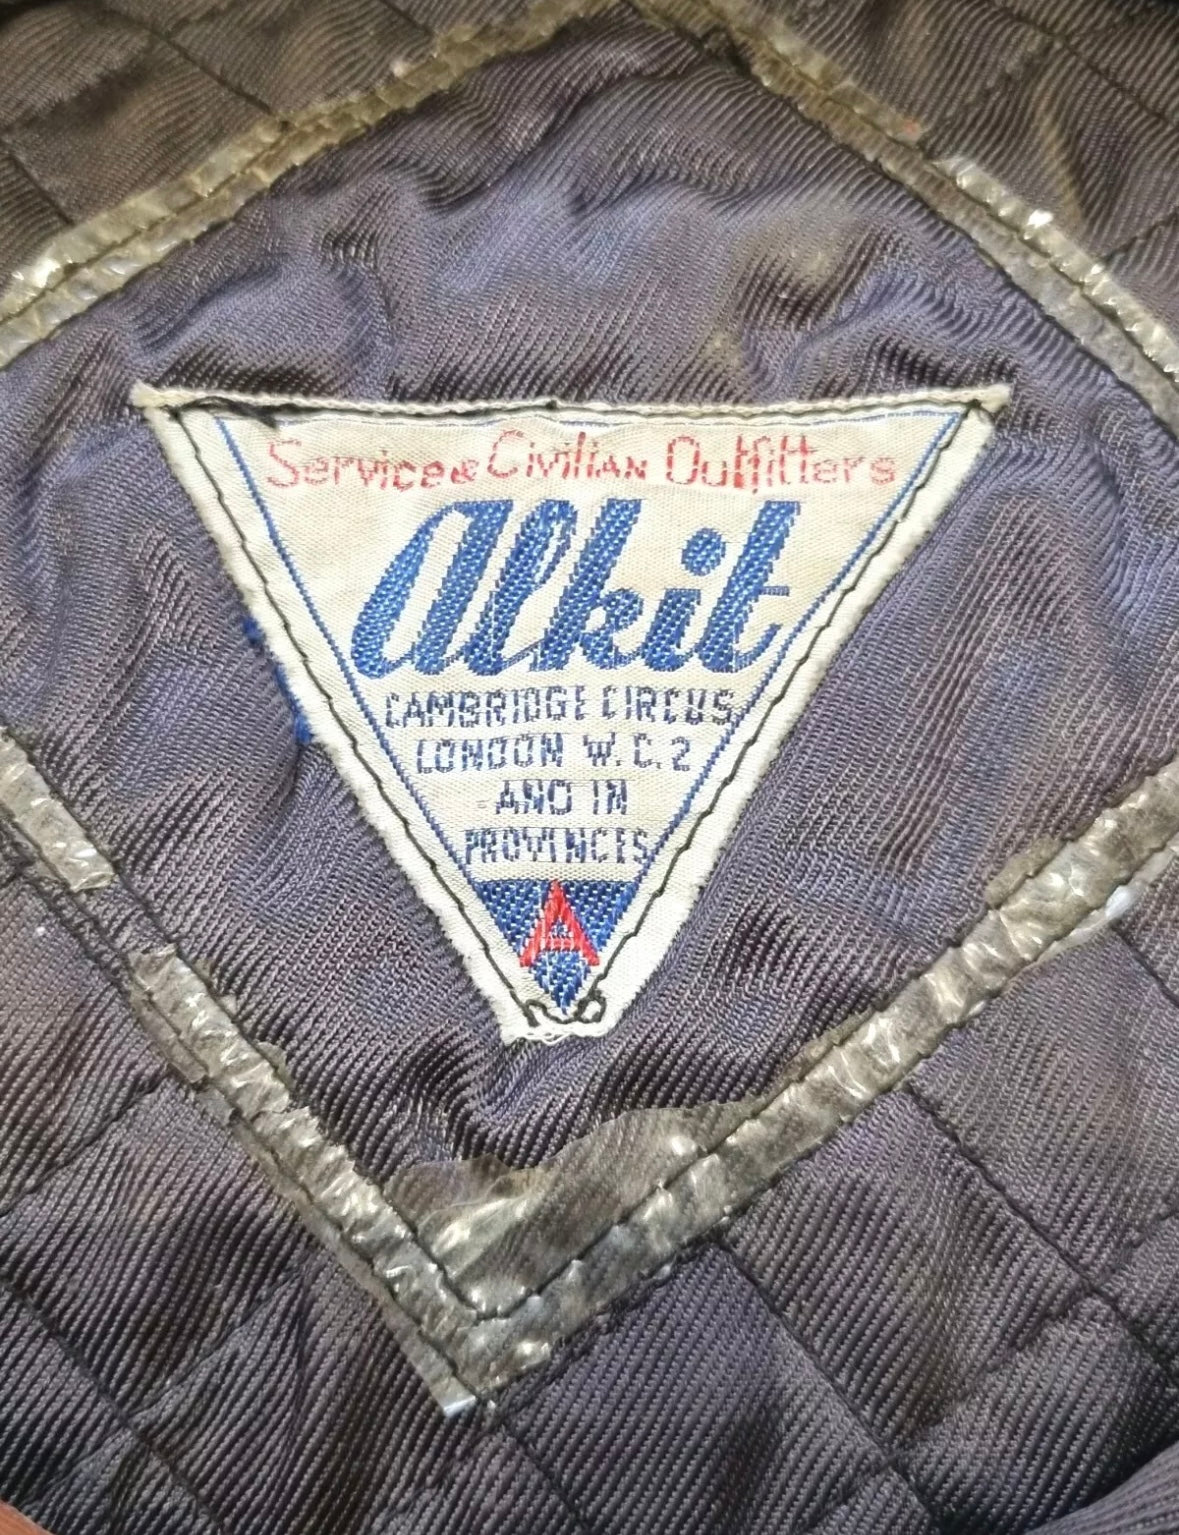 Service & Civilian Outfitters
Alkit
CAMBRIDGE CIRCUS
LONDON W.C.2
AND IN
PROVINCES
A